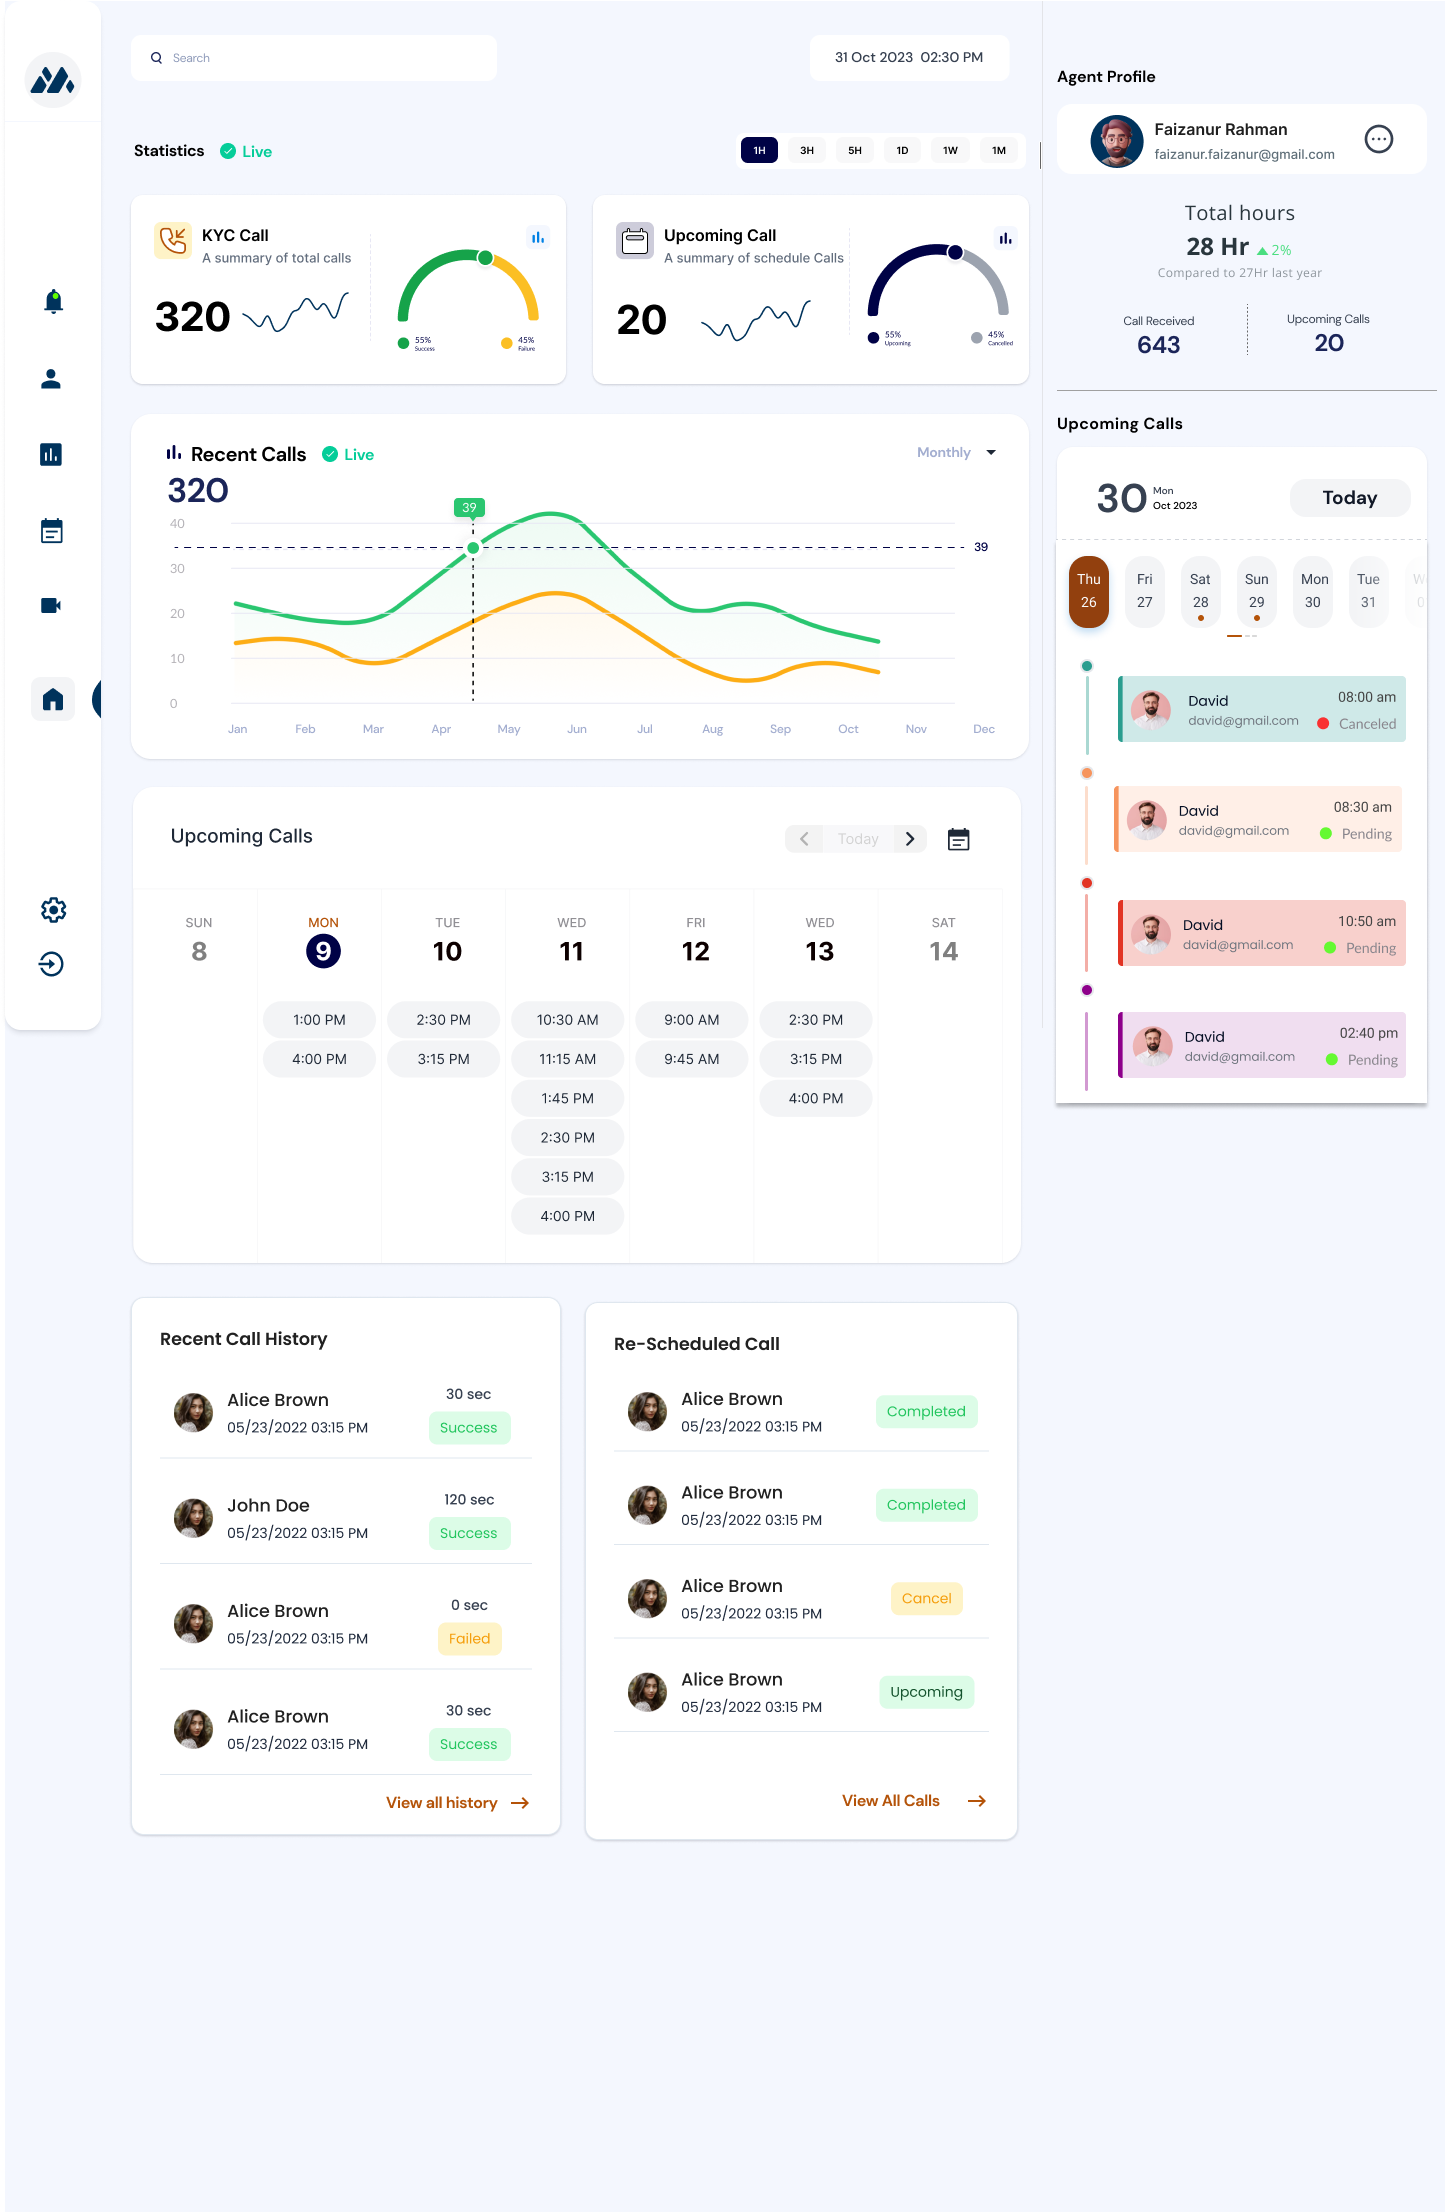 Search
31 Oct 2023 02:30 PM
Statistics
Live
1H
3H
5H
1D
1W
1M
KYC Call
A summary of total calls
320
55%
Success
45%
Failure
Upcoming Call
A summary of schedule Calls
20
55%
Upcoming
45%
Cancelled
Recent Calls
Live
Monthly
320
39
40
39
30
20
10
0
Jan
Feb
Mar
Apr
May
Jun
Jul
Aug
Sep
Oct
Nov
Dec
Upcoming Calls
Today
SUN
8
MON
9
TUE
10
WED
11
FRI
12
WED
13
SAT
14
1:00 PM
4:00 PM
2:30 PM
3:15 PM
10:30 AM
11:15 AM
1:45 PM
2:30 PM
3:15 PM
4:00 PM
9:00 AM
9:45 AM
2:30 PM
3:15 PM
4:00 PM
Recent Call History
Alice Brown
05/23/2022 03:15 PM
30 sec
Success
John Doe
05/23/2022 03:15 PM
120 sec
Success
Alice Brown
05/23/2022 03:15 PM
0 sec
Failed
Alice Brown
05/23/2022 03:15 PM
30 sec
Success
View all history
Re-Scheduled Call
Alice Brown
05/23/2022 03:15 PM
Completed
Alice Brown
05/23/2022 03:15 PM
Completed
Alice Brown
05/23/2022 03:15 PM
Cancel
Alice Brown
05/23/2022 03:15 PM
Upcoming
View All Calls
Agent Profile
Faizanur Rahman
faizanur.faizanur@gmail.com
Total hours
28 Hr
2%
Compared to 27Hr last year
Call Received
643
Upcoming Calls
20
Upcoming Calls
30
Mon
Oct 2023
Today
Thu
26
Fri
27
Sat
28
Sun
29
Mon
30
Tue
31
W
0
David
david@gmail.com
08:00 am
Canceled
David
david@gmail.com
08:30 am
Pending
David
david@gmail.com
10:50 am
Pending
David
david@gmail.com
02:40 pm
Pending